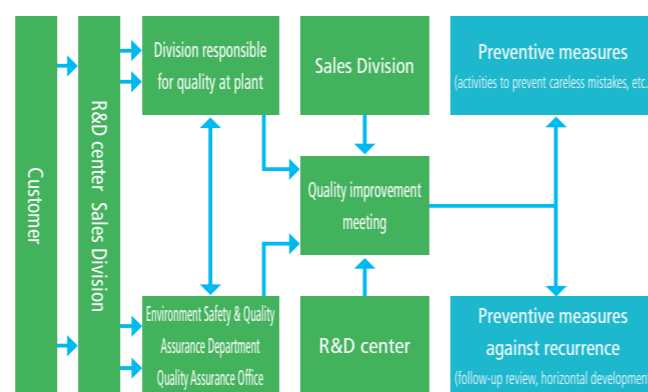 Customer
R&D center Sales Division
Division responsible
for quality at plant
Sales Division
Preventive measures
(activities to prevent careless mistakes, etc.
Quality improvement
meeting
Environment Safety & Quality
Assurance Department
Quality Assurance Office
R&D center
Preventive measures
against recurrence
(follow-up review, horizontal development